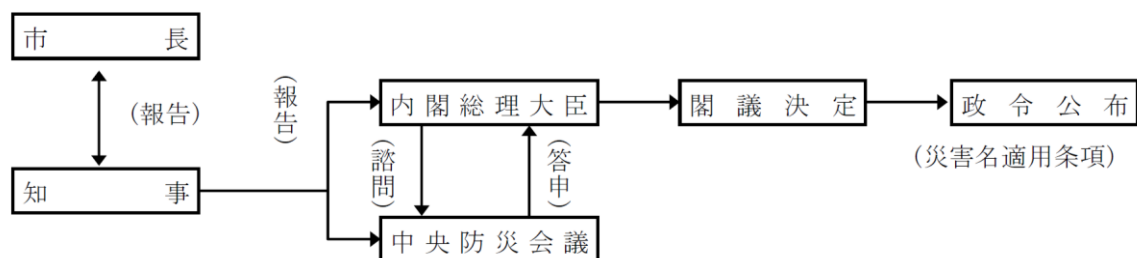 市長
(報告)
知事
(報告)
内閣総理大臣
(諮問)
(答申)
中央防災会議
閣議決定
政令公布
(災害名適用条項)